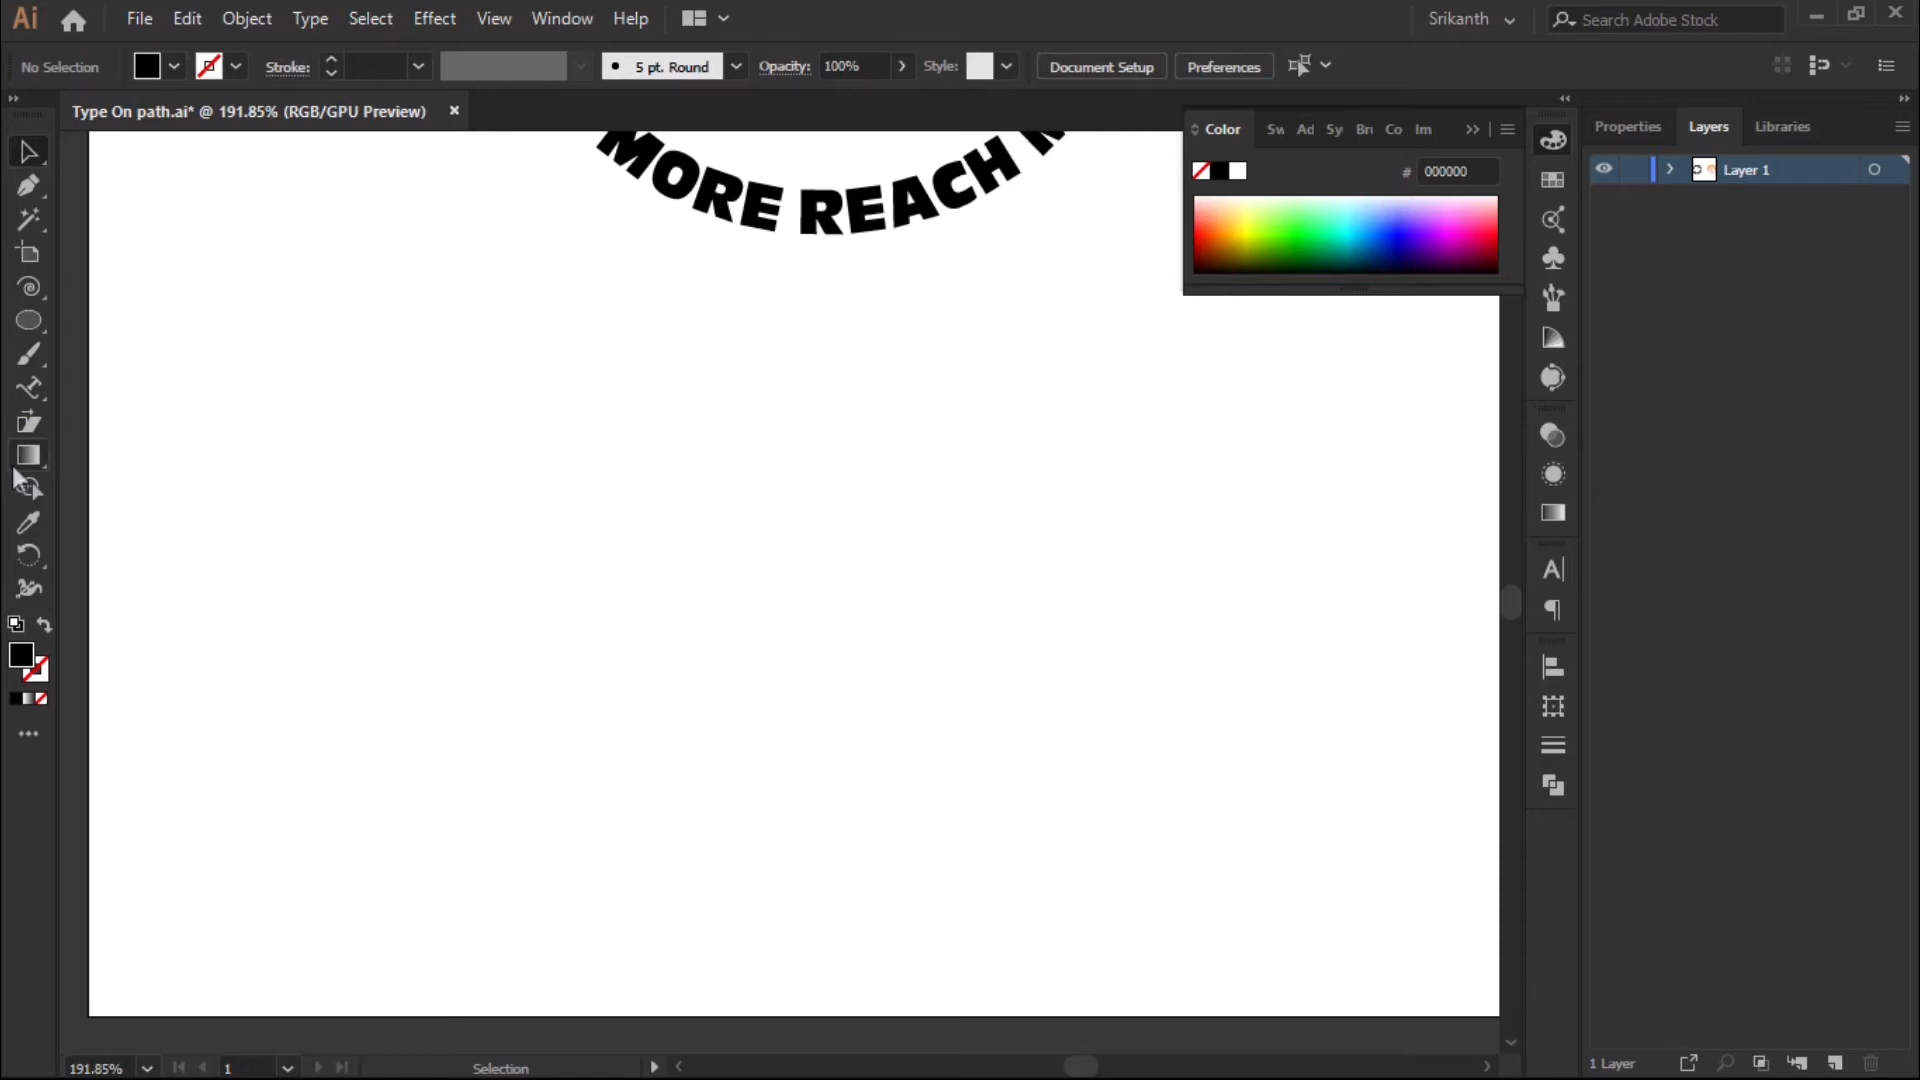 Ai File Edit Object Type Select Effect View Window Help Srikanth Search Adobe Stock
No Selection Stroke: 5 pt. Round Opacity: 100% Style: Document Setup Preferences
Type On path.ai* @ 191.85% (RGB/GPU Preview)
Color Sw Ad Sy Bru Co Im
# 000000
Properties Layers Libraries
Layer 1
MORE REACH
191.85% 1 Selection
1 Layer